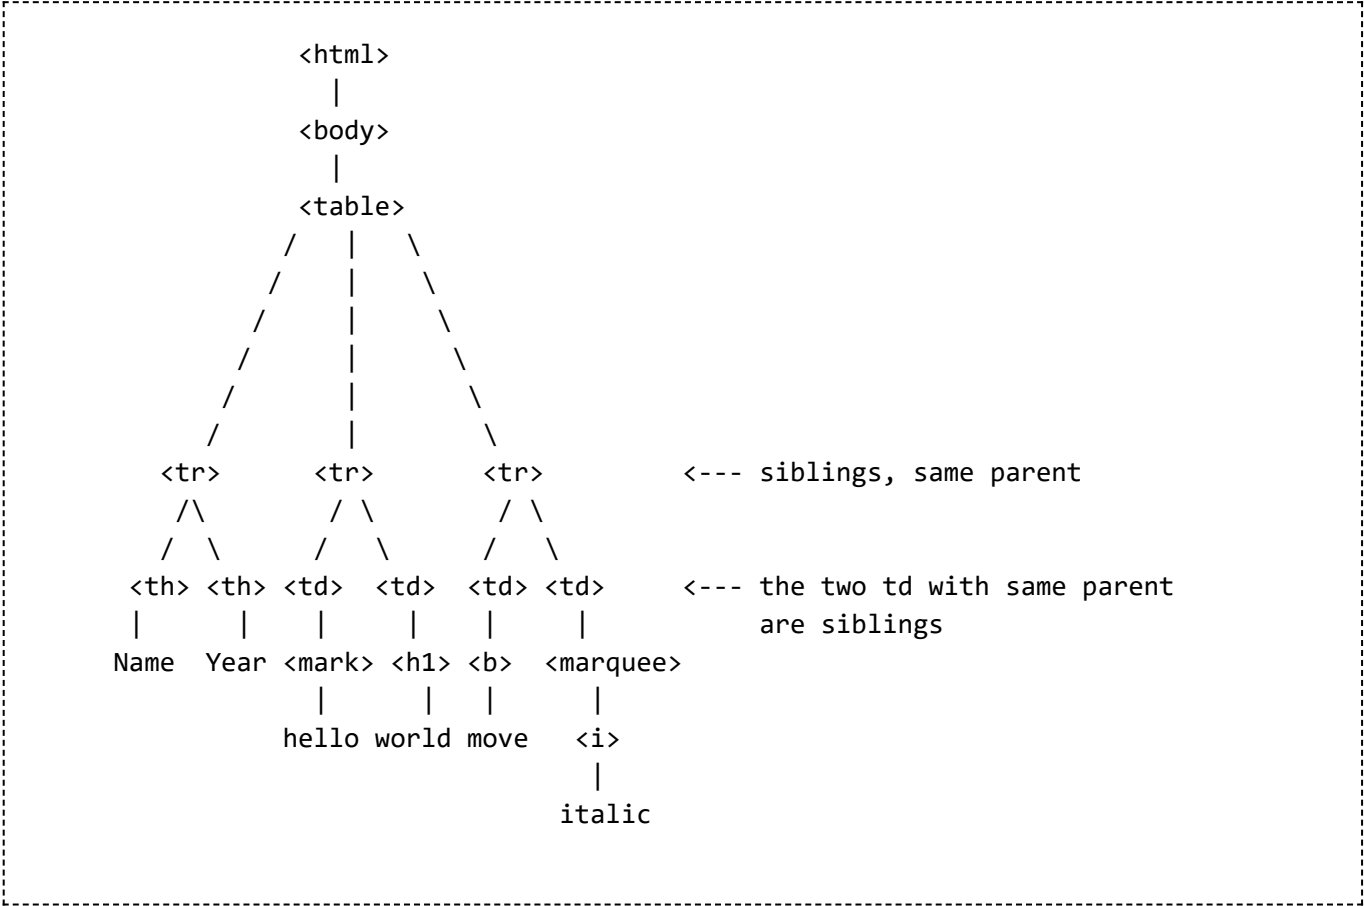 <html>
|
<body>
|
<table>
/ | \
/ | \
/ | \
/ | \
/ | \
/ | \
<tr> <tr> <tr> <--- siblings, same parent
/\ / \ / \
/ \ / \ / \
<th> <th> <td> <td> <td> <td> <--- the two td with same parent
| | | | | | are siblings
Name Year <mark> <h1> <b> <marquee>
| | | |
hello world move <i>
|
italic